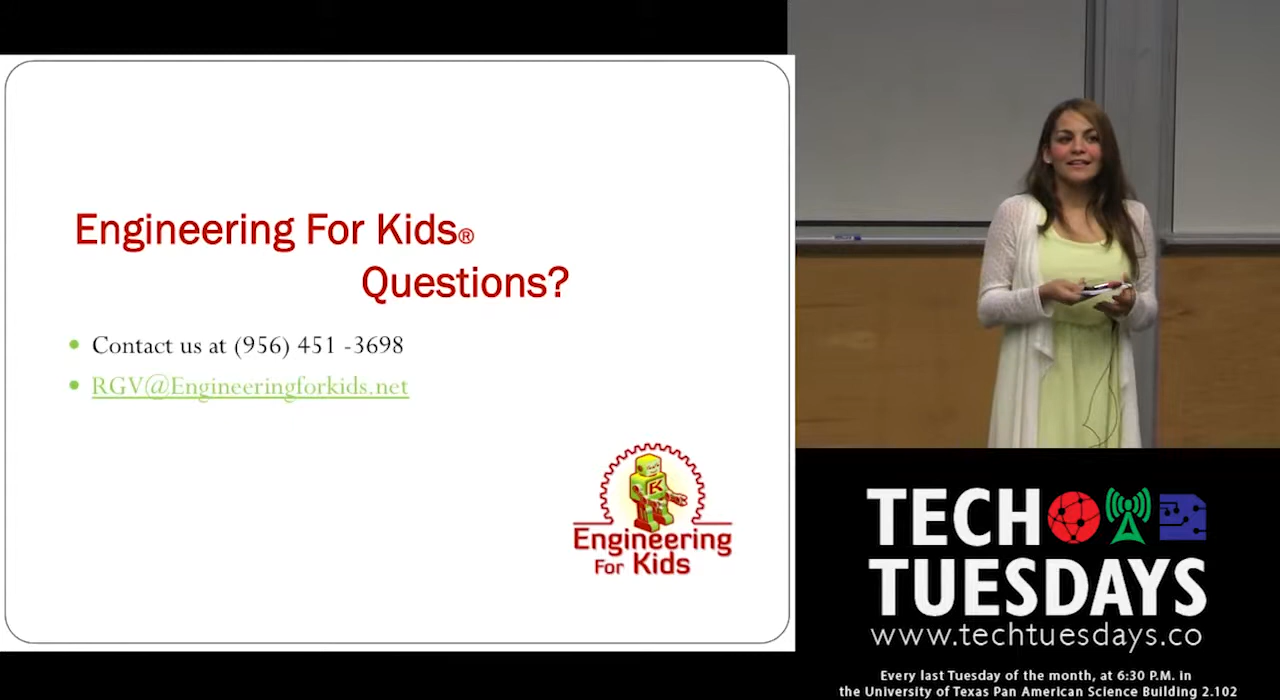 Engineering For Kids®
Questions?
• Contact us at (956) 451 -3698
• RGV@Engineeringforkids.net
K
Engineering
For Kids
TECH
TUESDAYS
www.techtuesdays.co
Every last Tuesday of the month, at 6:30 P.M. in
the University of Texas Pan American Science Building 2.102